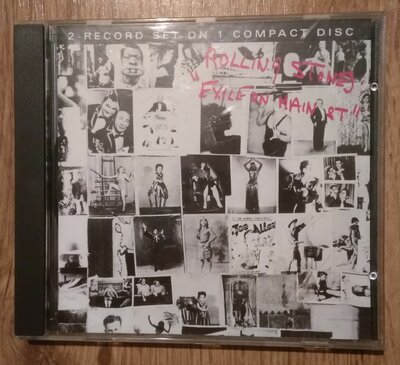 2-RECORD SET ON 1 COMPACT DISC
ROLLING STONES
"EXILE ON MAIN ST"
Joe Allen